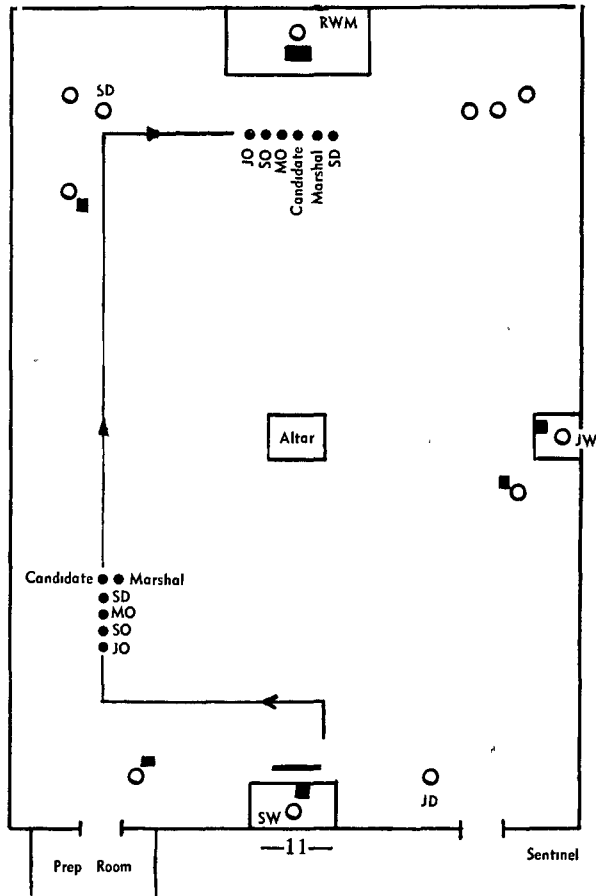 RWM
SD
JO
SO
MO
Candidate
Marshal
SD
Altar
JW
Candidate Marshal
SD
MO
SO
JO
JD
SW
—11—
Prep Room
Sentinel